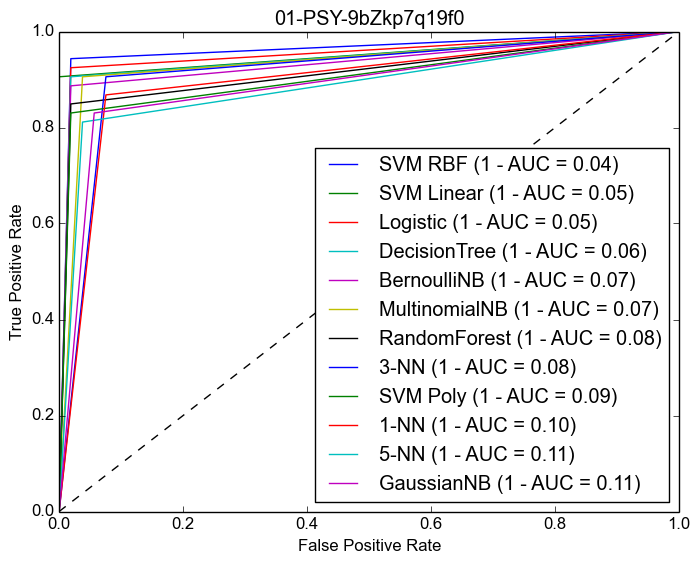 01-PSY-9bZkp7q19f0
1.0
0.8
0.6
0.4
0.2
0.0
True Positive Rate
SVM RBF (1 - AUC = 0.04)
SVM Linear (1 - AUC = 0.05)
Logistic (1 - AUC = 0.05)
DecisionTree (1 - AUC = 0.06)
BernoulliNB (1 - AUC = 0.07)
MultinomialNB (1 - AUC = 0.07)
RandomForest (1 - AUC = 0.08)
3-NN (1 - AUC = 0.08)
SVM Poly (1 - AUC = 0.09)
1-NN (1 - AUC = 0.10)
5-NN (1 - AUC = 0.11)
GaussianNB (1 - AUC = 0.11)
0.0 0.2 0.4 0.6 0.8 1.0
False Positive Rate